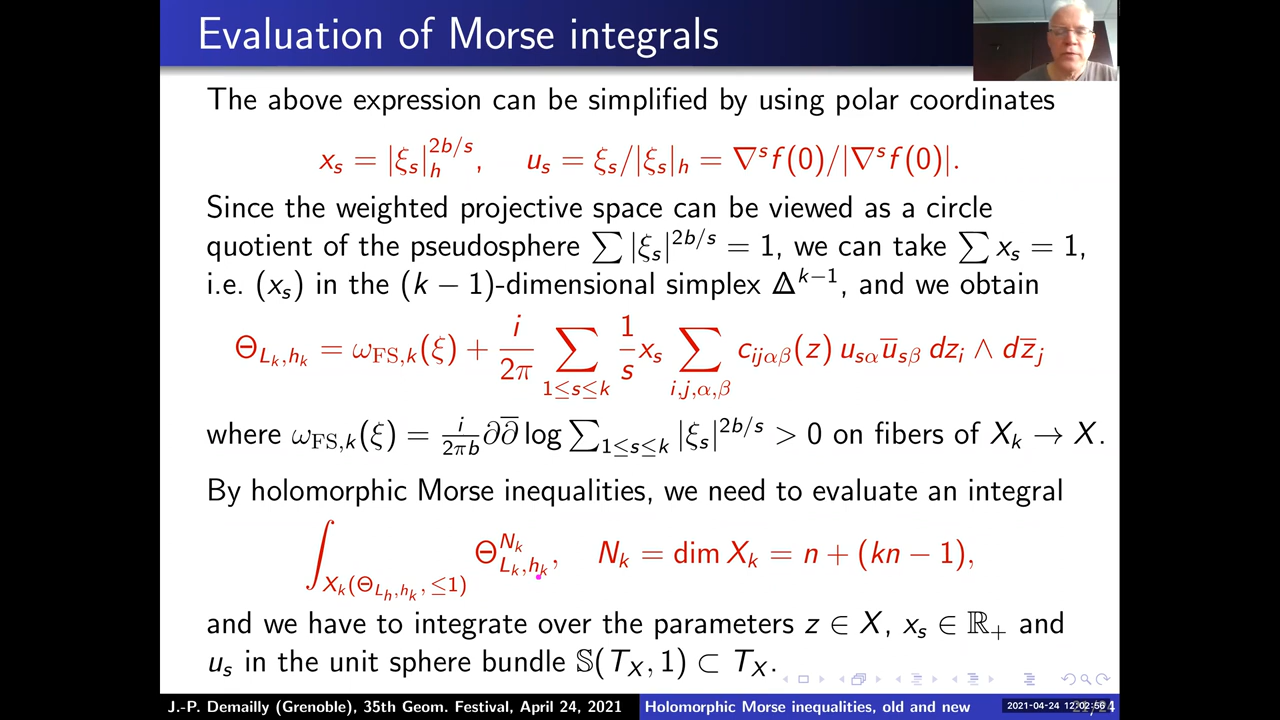 Evaluation of Morse integrals
The above expression can be simplified by using polar coordinates
x_s = |ξ_s|_h^{2b/s}, u_s = ξ_s/|ξ_s|_h = ∇^s f(0)/|∇^s f(0)|.
Since the weighted projective space can be viewed as a circle
quotient of the pseudosphere ∑ |ξ_s|^{2b/s} = 1, we can take ∑ x_s = 1,
i.e. (x_s) in the (k − 1)-dimensional simplex Δ^{k−1}, and we obtain
Θ_{L_k,h_k} = ω_{FS,k}(ξ) + \frac{i}{2π} ∑_{1≤s≤k} \frac{1}{s} x_s ∑_{i,j,α,β} c_{ijαβ}(z) u_{sα} \overline{u}_{sβ} dz_i ∧ d\overline{z}_j
where ω_{FS,k}(ξ) = \frac{i}{2πb} ∂\overline{∂} log ∑_{1≤s≤k} |ξ_s|^{2b/s} > 0 on fibers of X_k → X.
By holomorphic Morse inequalities, we need to evaluate an integral
∫_{X_k(Θ_{L_h,h_k},≤1)} Θ_{L_k,h_k}^{N_k}, N_k = dim X_k = n + (kn − 1),
and we have to integrate over the parameters z ∈ X, x_s ∈ ℝ_+ and
u_s in the unit sphere bundle 𝕊(T_X, 1) ⊂ T_X.
J.-P. Demailly (Grenoble), 35th Geom. Festival, April 24, 2021 Holomorphic Morse inequalities, old and new
2021-04-24 12:02:56